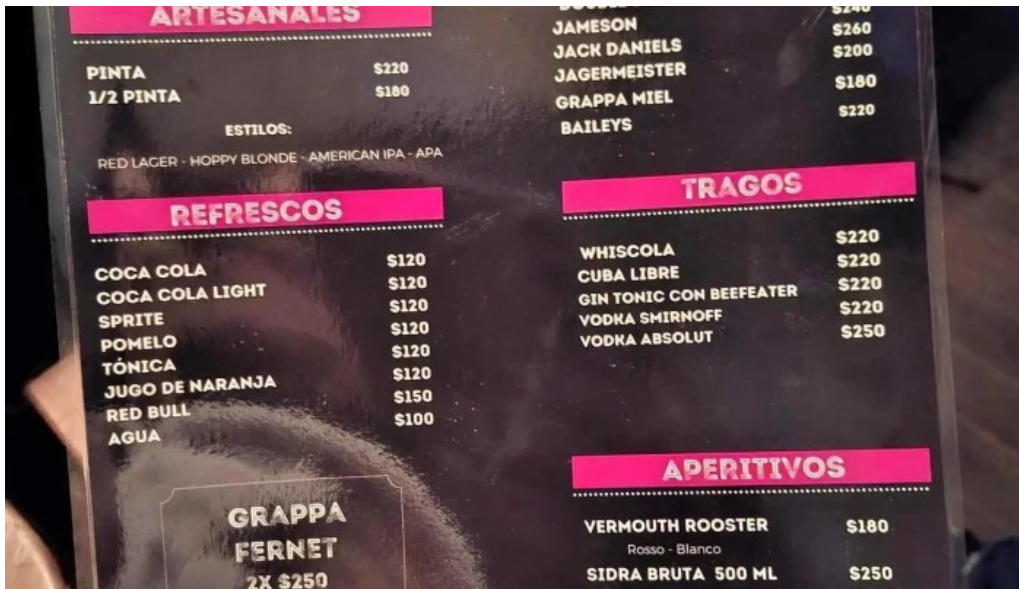 ARTESANALES
PINTA $220
1/2 PINTA $180
ESTILOS:
RED LAGER - HOPPY BLONDE - AMERICAN IPA - APA
REFRESCOS
COCA COLA $120
COCA COLA LIGHT $120
SPRITE $120
POMELO $120
TÓNICA $120
JUGO DE NARANJA $120
RED BULL $150
AGUA $100
GRAPPA
FERNET
2X $250
$240
JAMESON $260
JACK DANIELS $200
JAGERMEISTER
GRAPPA MIEL $180
BAILEYS $220
TRAGOS
WHISCOLA $220
CUBA LIBRE $220
GIN TONIC CON BEEFEATER $220
VODKA SMIRNOFF $220
VODKA ABSOLUT $250
APERITIVOS
VERMOUTH ROOSTER $180
Rosso - Blanco
SIDRA BRUTA 500 ML $250